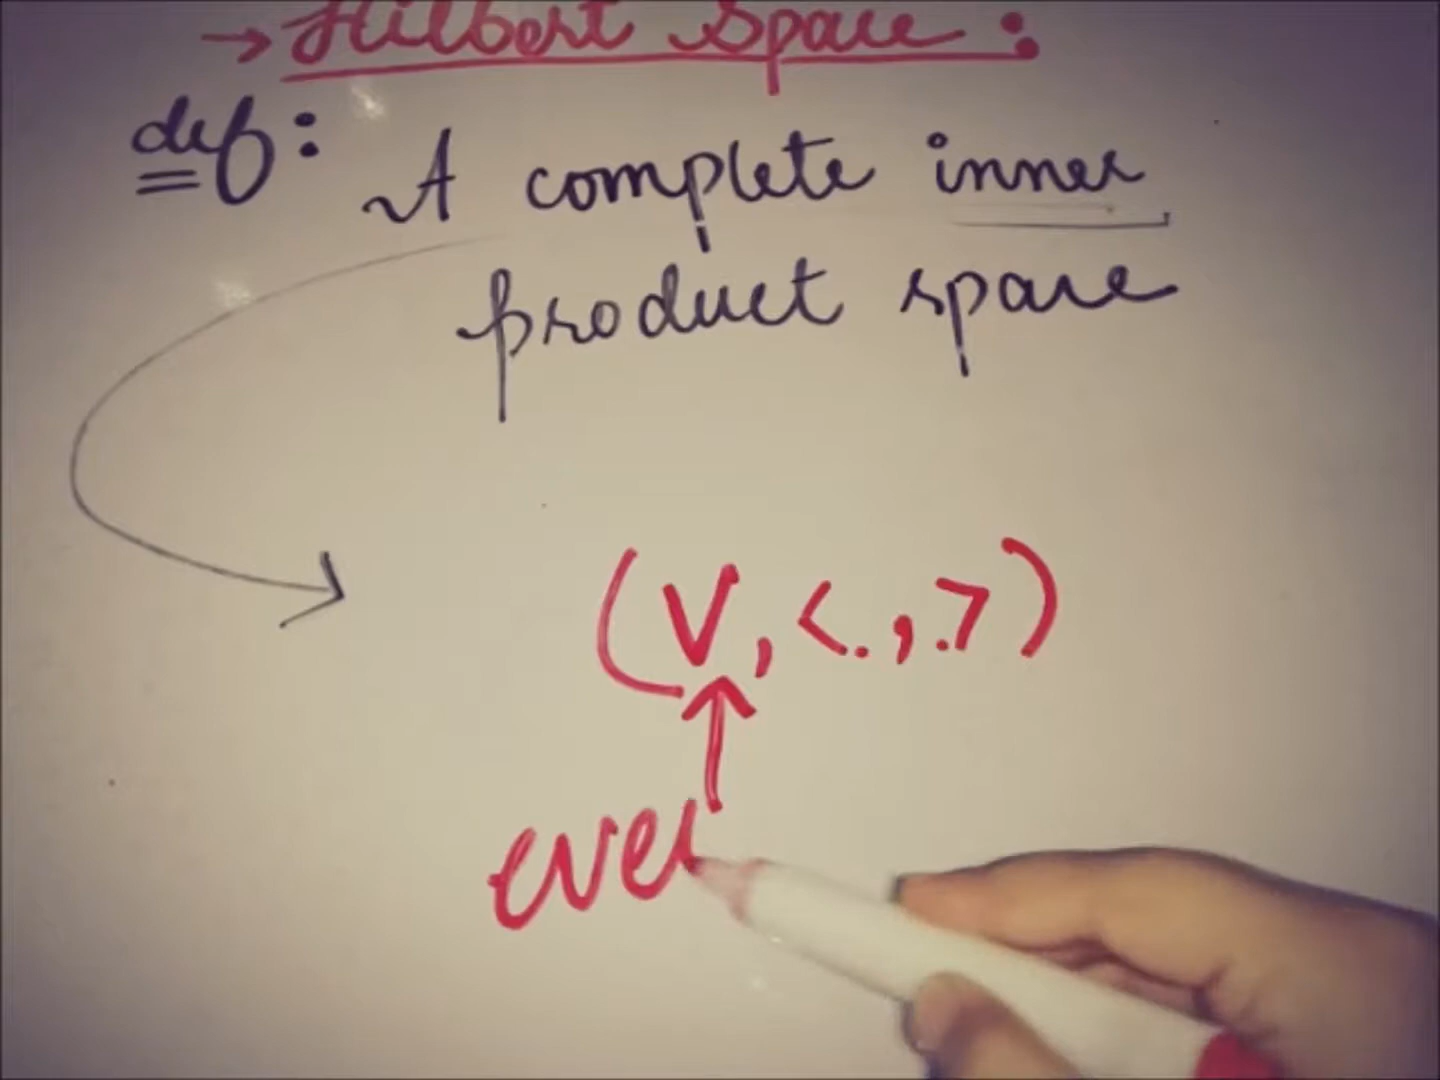 → Hilbert Space :
def : A complete inner
product space
(V, <. , .>)
ever